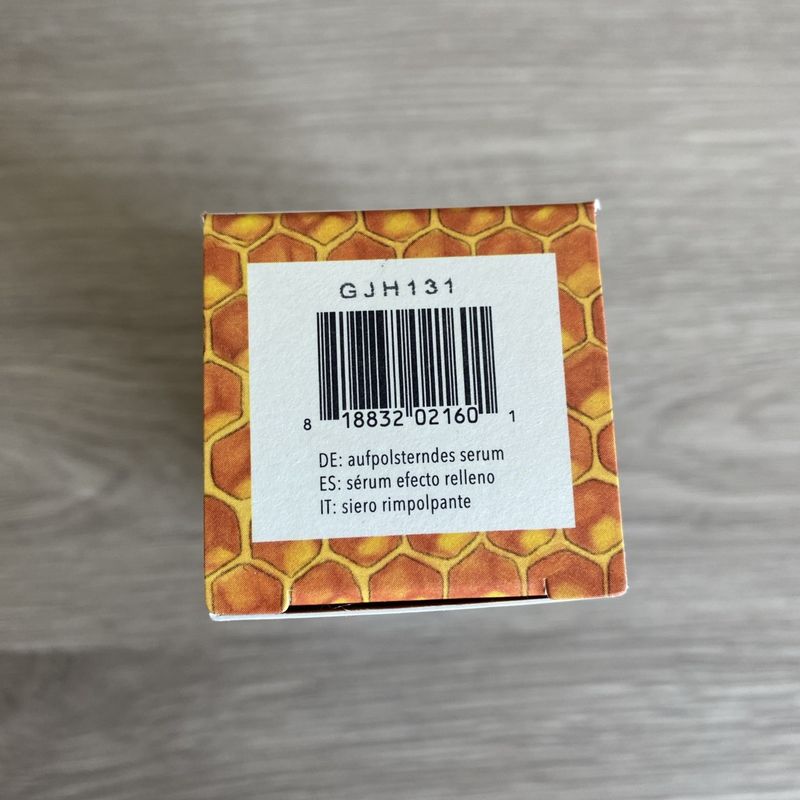 GJH131
8 18832 02160 1
DE: aufpolsterndes serum
ES: sérum efecto relleno
IT: siero rimpolpante